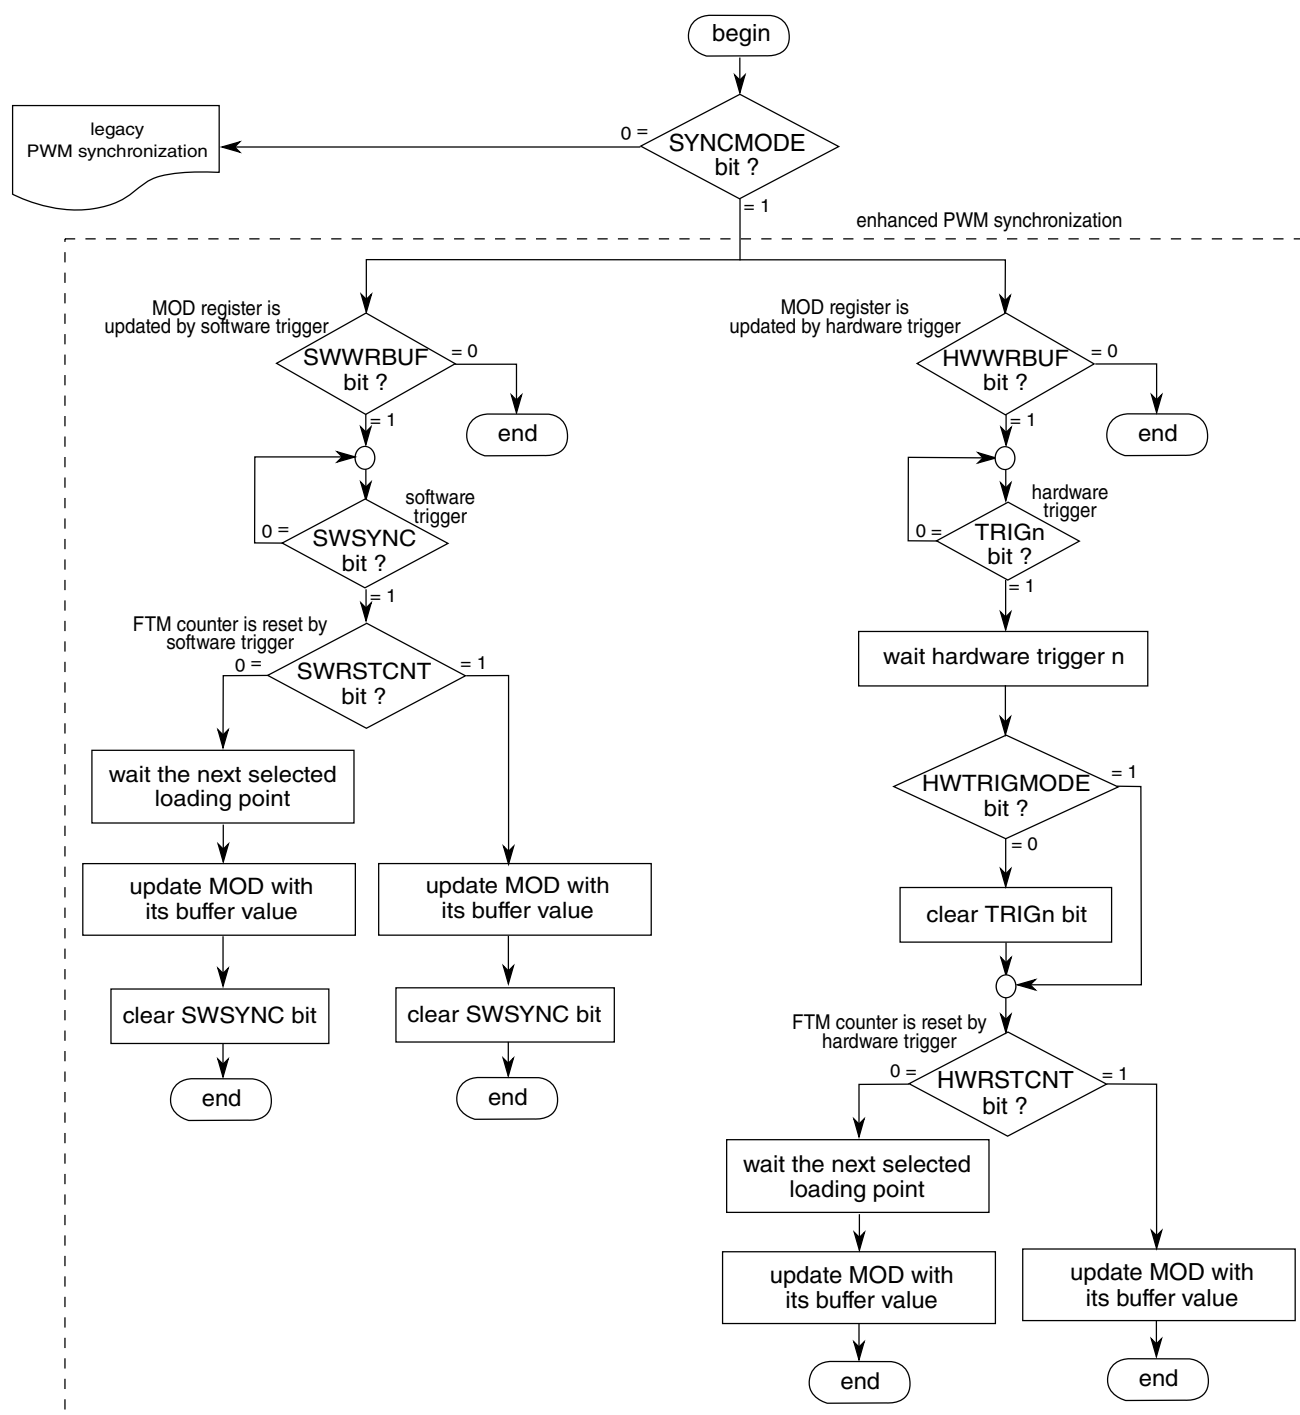 begin
legacy
PWM synchronization
0 =
SYNCMODE
bit ?
= 1
enhanced PWM synchronization
MOD register is
updated by software trigger
SWWRBUF
bit ?
= 0
= 1
end
software
trigger
0 =
SWSYNC
bit ?
= 1
FTM counter is reset by
software trigger
0 =
SWRSTCNT
bit ?
= 1
wait the next selected
loading point
update MOD with
its buffer value
update MOD with
its buffer value
clear SWSYNC bit
clear SWSYNC bit
end
end
MOD register is
updated by hardware trigger
HWWRBUF
bit ?
= 0
= 1
end
hardware
trigger
0 =
TRIGn
bit ?
= 1
wait hardware trigger n
HWTRIGMODE
bit ?
= 1
= 0
clear TRIGn bit
FTM counter is reset by
hardware trigger
0 =
HWRSTCNT
bit ?
= 1
wait the next selected
loading point
update MOD with
its buffer value
update MOD with
its buffer value
end
end